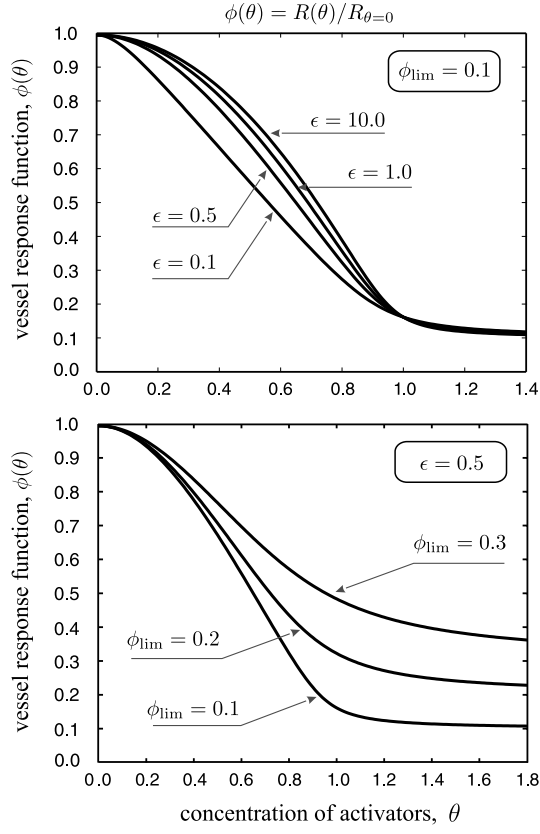 ϕ(θ) = R(θ)/R_{θ=0}
vessel response function, ϕ(θ)
1.0
0.9
0.8
0.7
0.6
0.5
0.4
0.3
0.2
0.1
0.0
ϕ_lim = 0.1
ϵ = 10.0
ϵ = 1.0
ϵ = 0.5
ϵ = 0.1
0.0 0.2 0.4 0.6 0.8 1.0 1.2 1.4
vessel response function, ϕ(θ)
1.0
0.9
0.8
0.7
0.6
0.5
0.4
0.3
0.2
0.1
0.0
ϵ = 0.5
ϕ_lim = 0.3
ϕ_lim = 0.2
ϕ_lim = 0.1
0.0 0.2 0.4 0.6 0.8 1.0 1.2 1.4 1.6 1.8
concentration of activators, θ